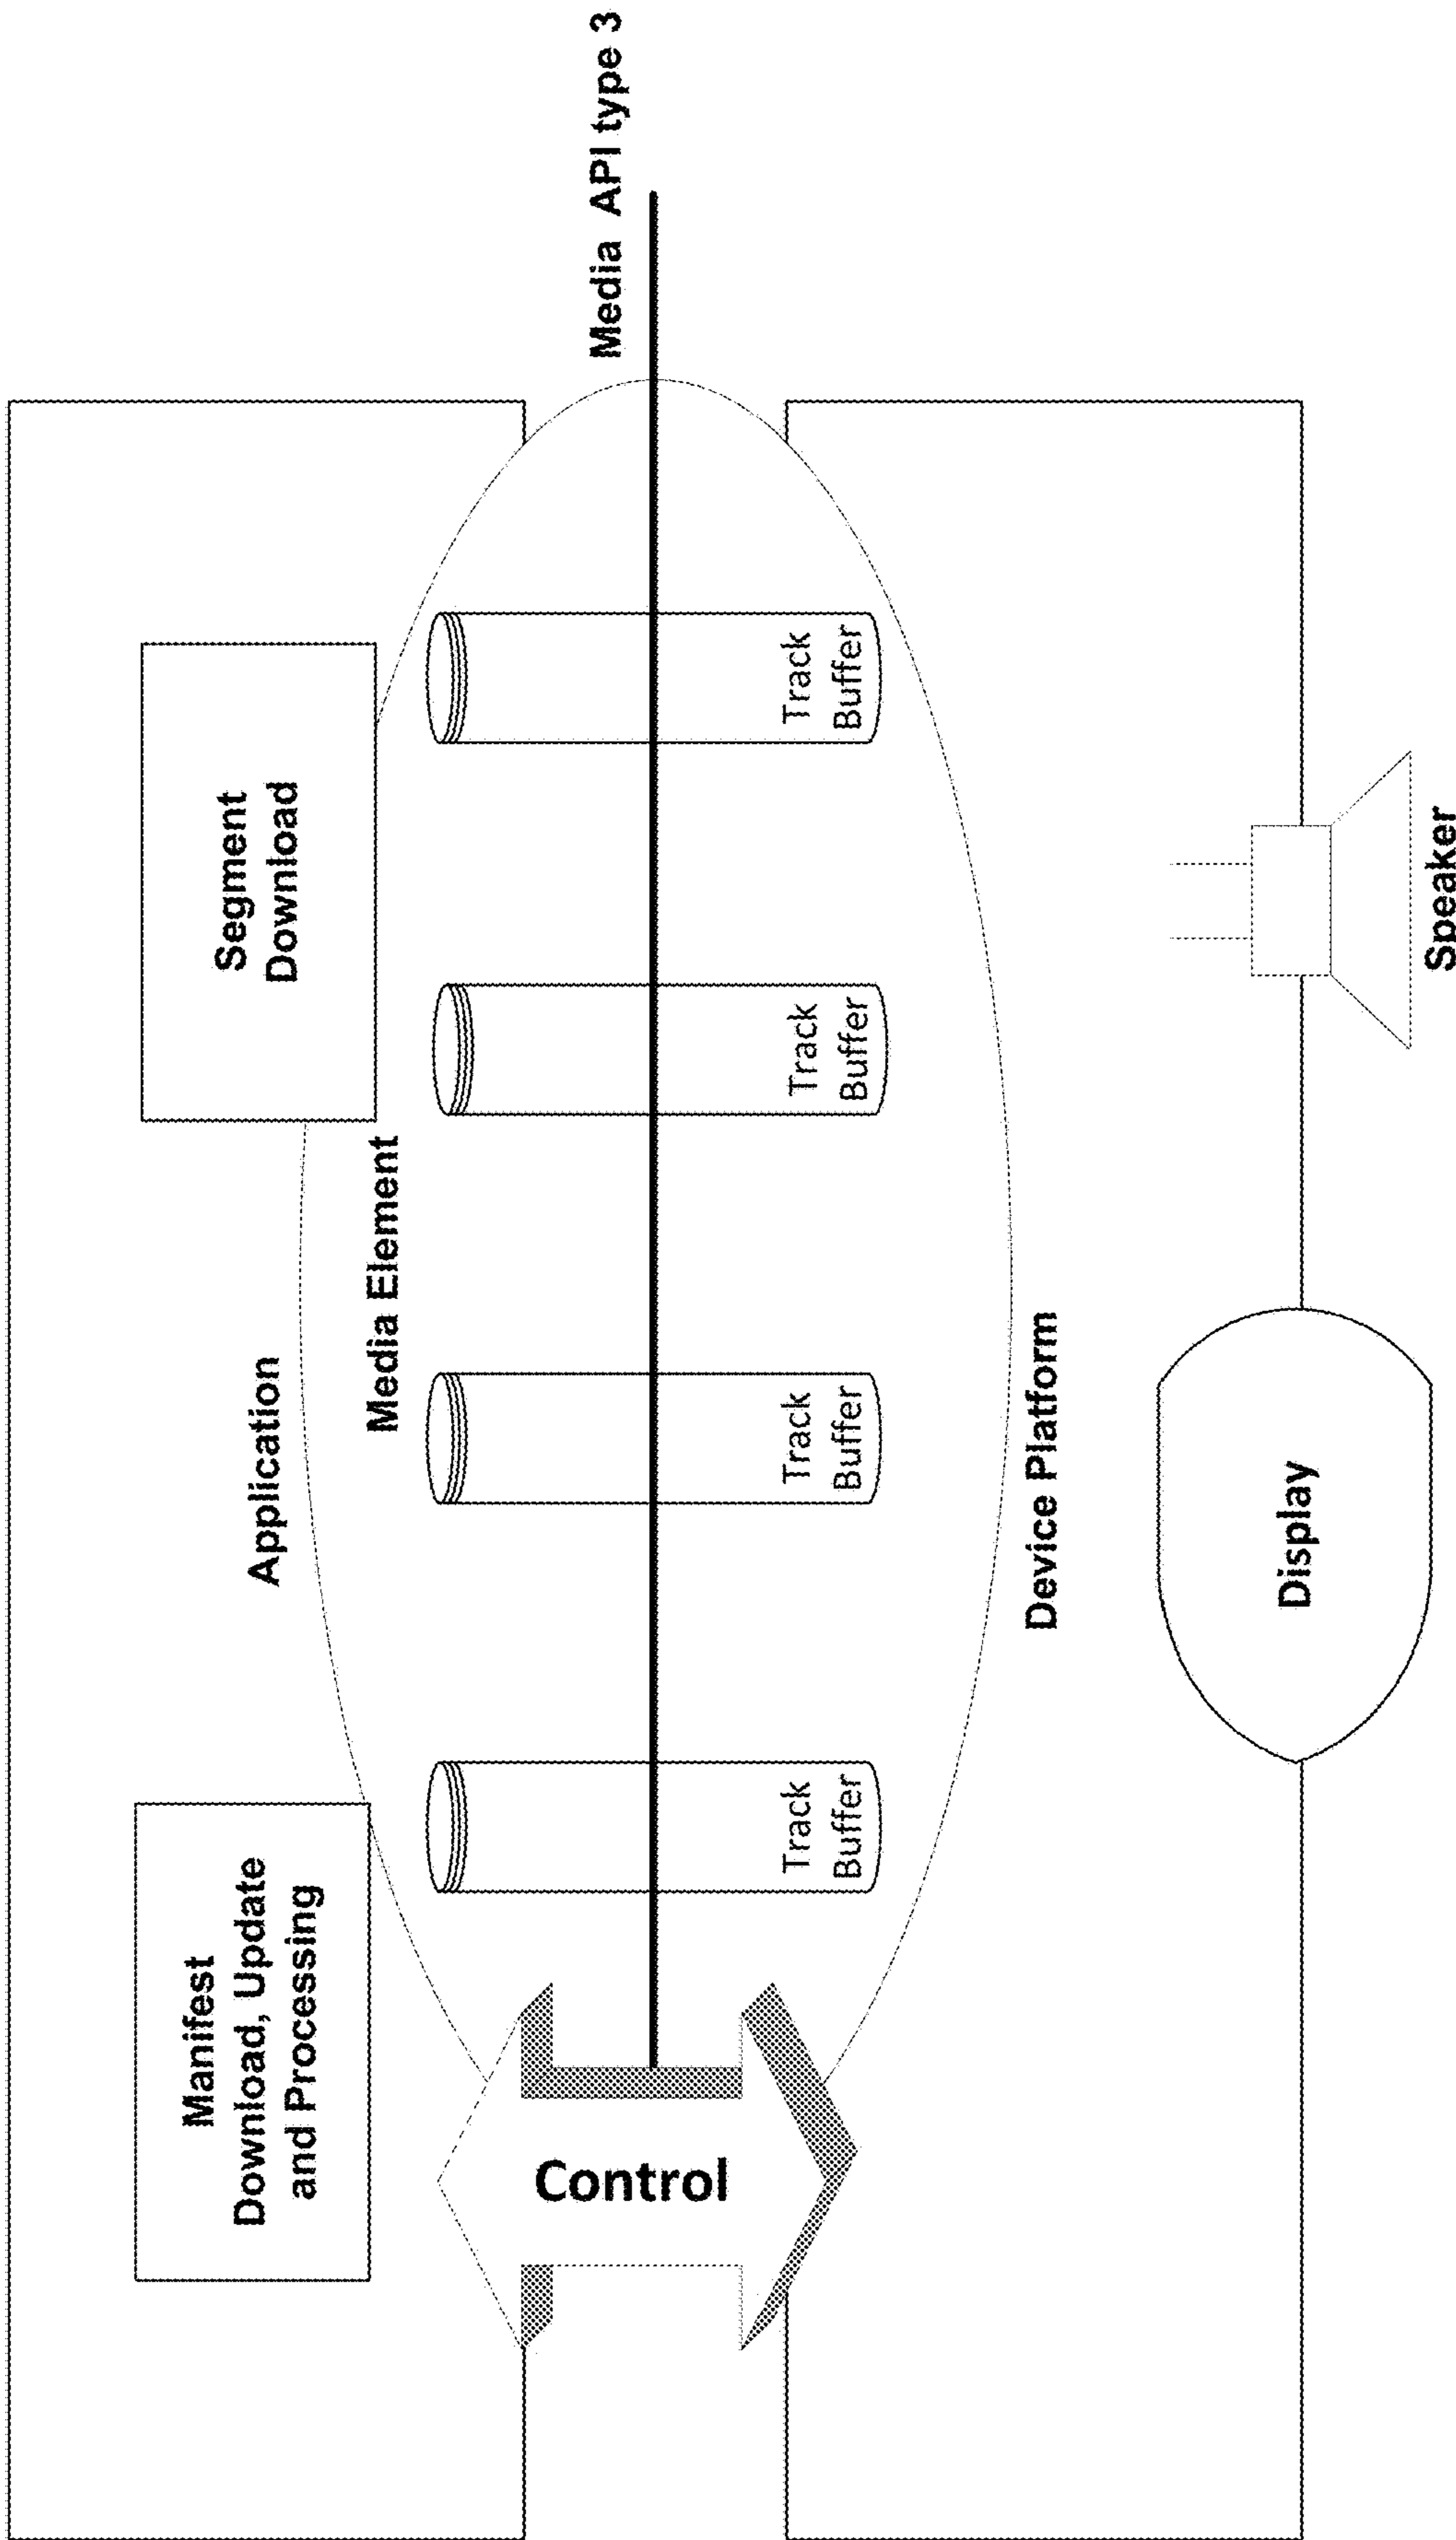 Manifest
Download, Update
and Processing
Segment
Download
Application
Media Element
Media API type 3
Control
Track
Buffer
Track
Buffer
Track
Buffer
Track
Buffer
Device Platform
Display
Speaker